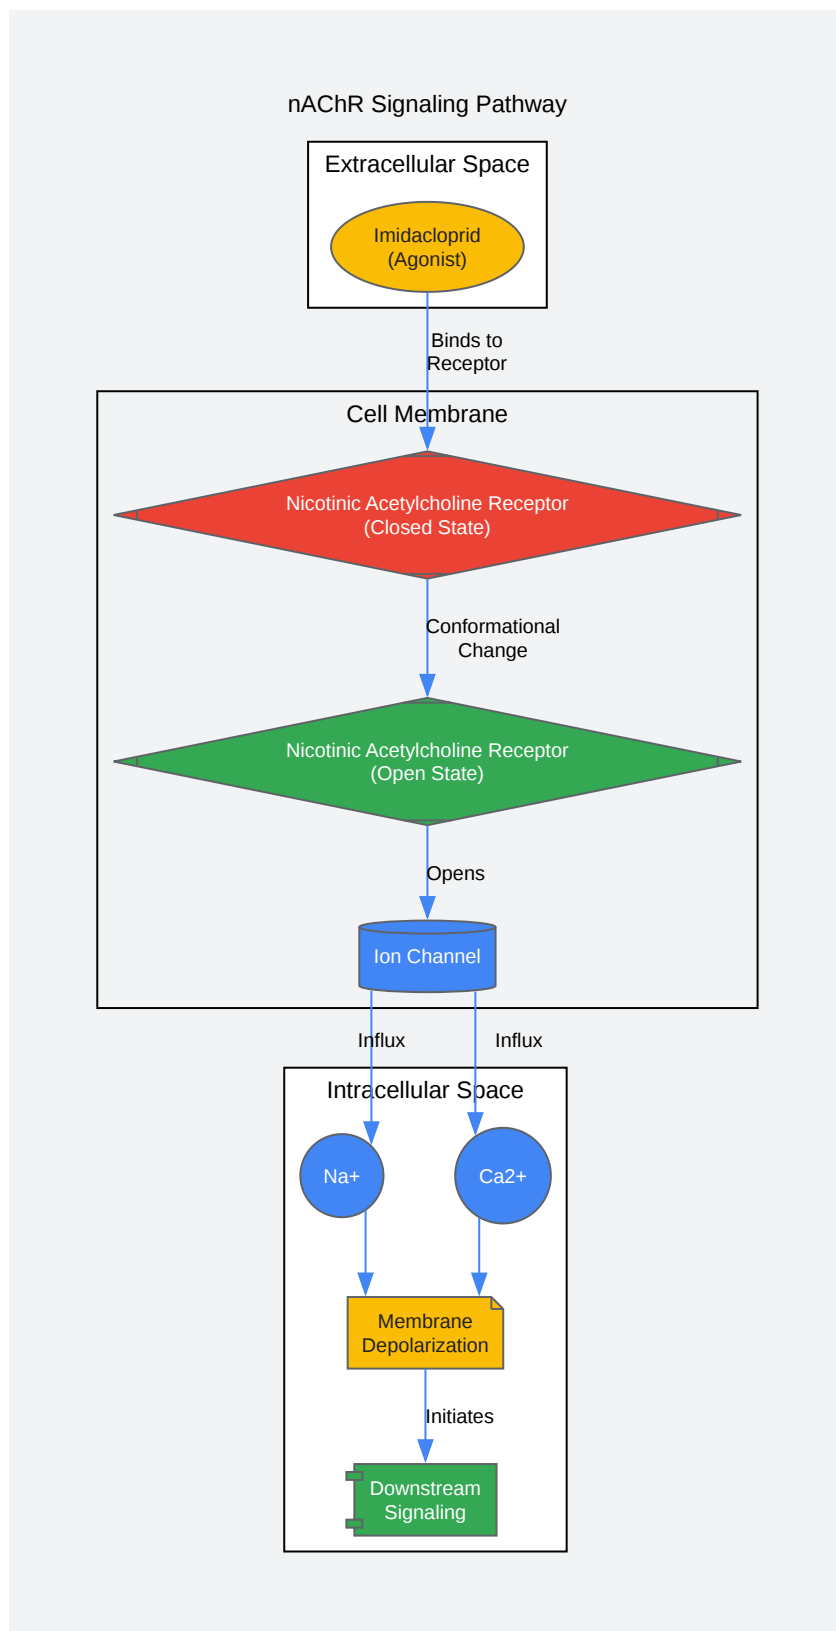 nAChR Signaling Pathway
Extracellular Space
Imidacloprid
(Agonist)
Binds to
Receptor
Cell Membrane
Nicotinic Acetylcholine Receptor
(Closed State)
Conformational
Change
Nicotinic Acetylcholine Receptor
(Open State)
Opens
Ion Channel
Influx
Influx
Intracellular Space
Na+
Ca2+
Membrane
Depolarization
Initiates
Downstream
Signaling